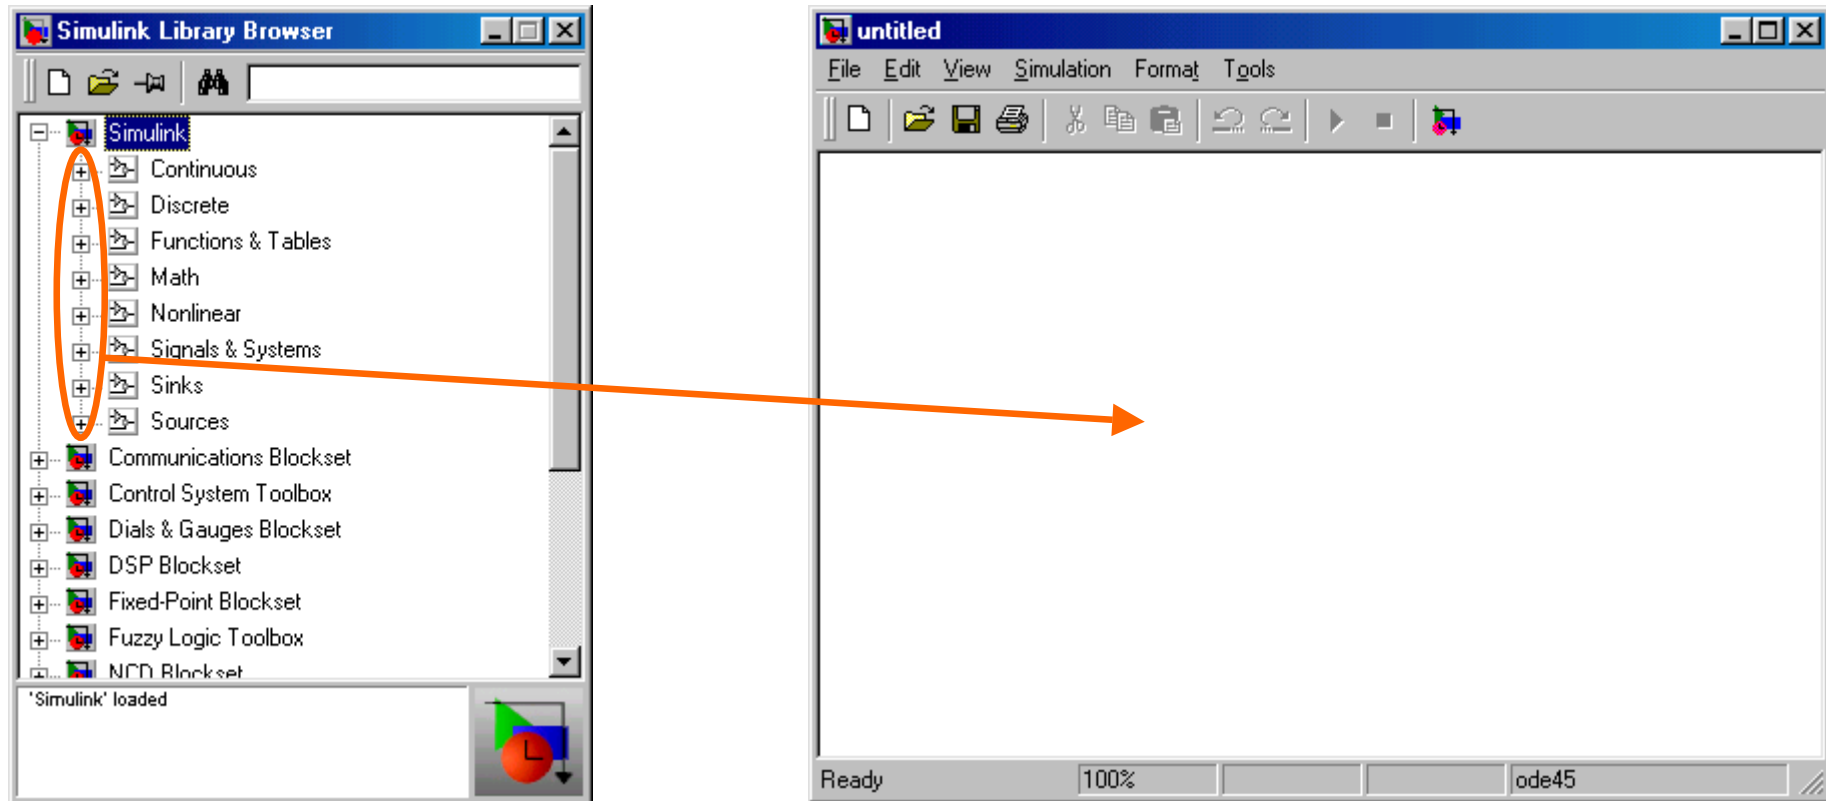 Simulink Library Browser
Simulink
Continuous
Discrete
Functions & Tables
Math
Nonlinear
Signals & Systems
Sinks
Sources
Communications Blockset
Control System Toolbox
Dials & Gauges Blockset
DSP Blockset
Fixed-Point Blockset
Fuzzy Logic Toolbox
NCD Blockset
'Simulink' loaded
untitled
File Edit View Simulation Format Tools
Ready 100% ode45